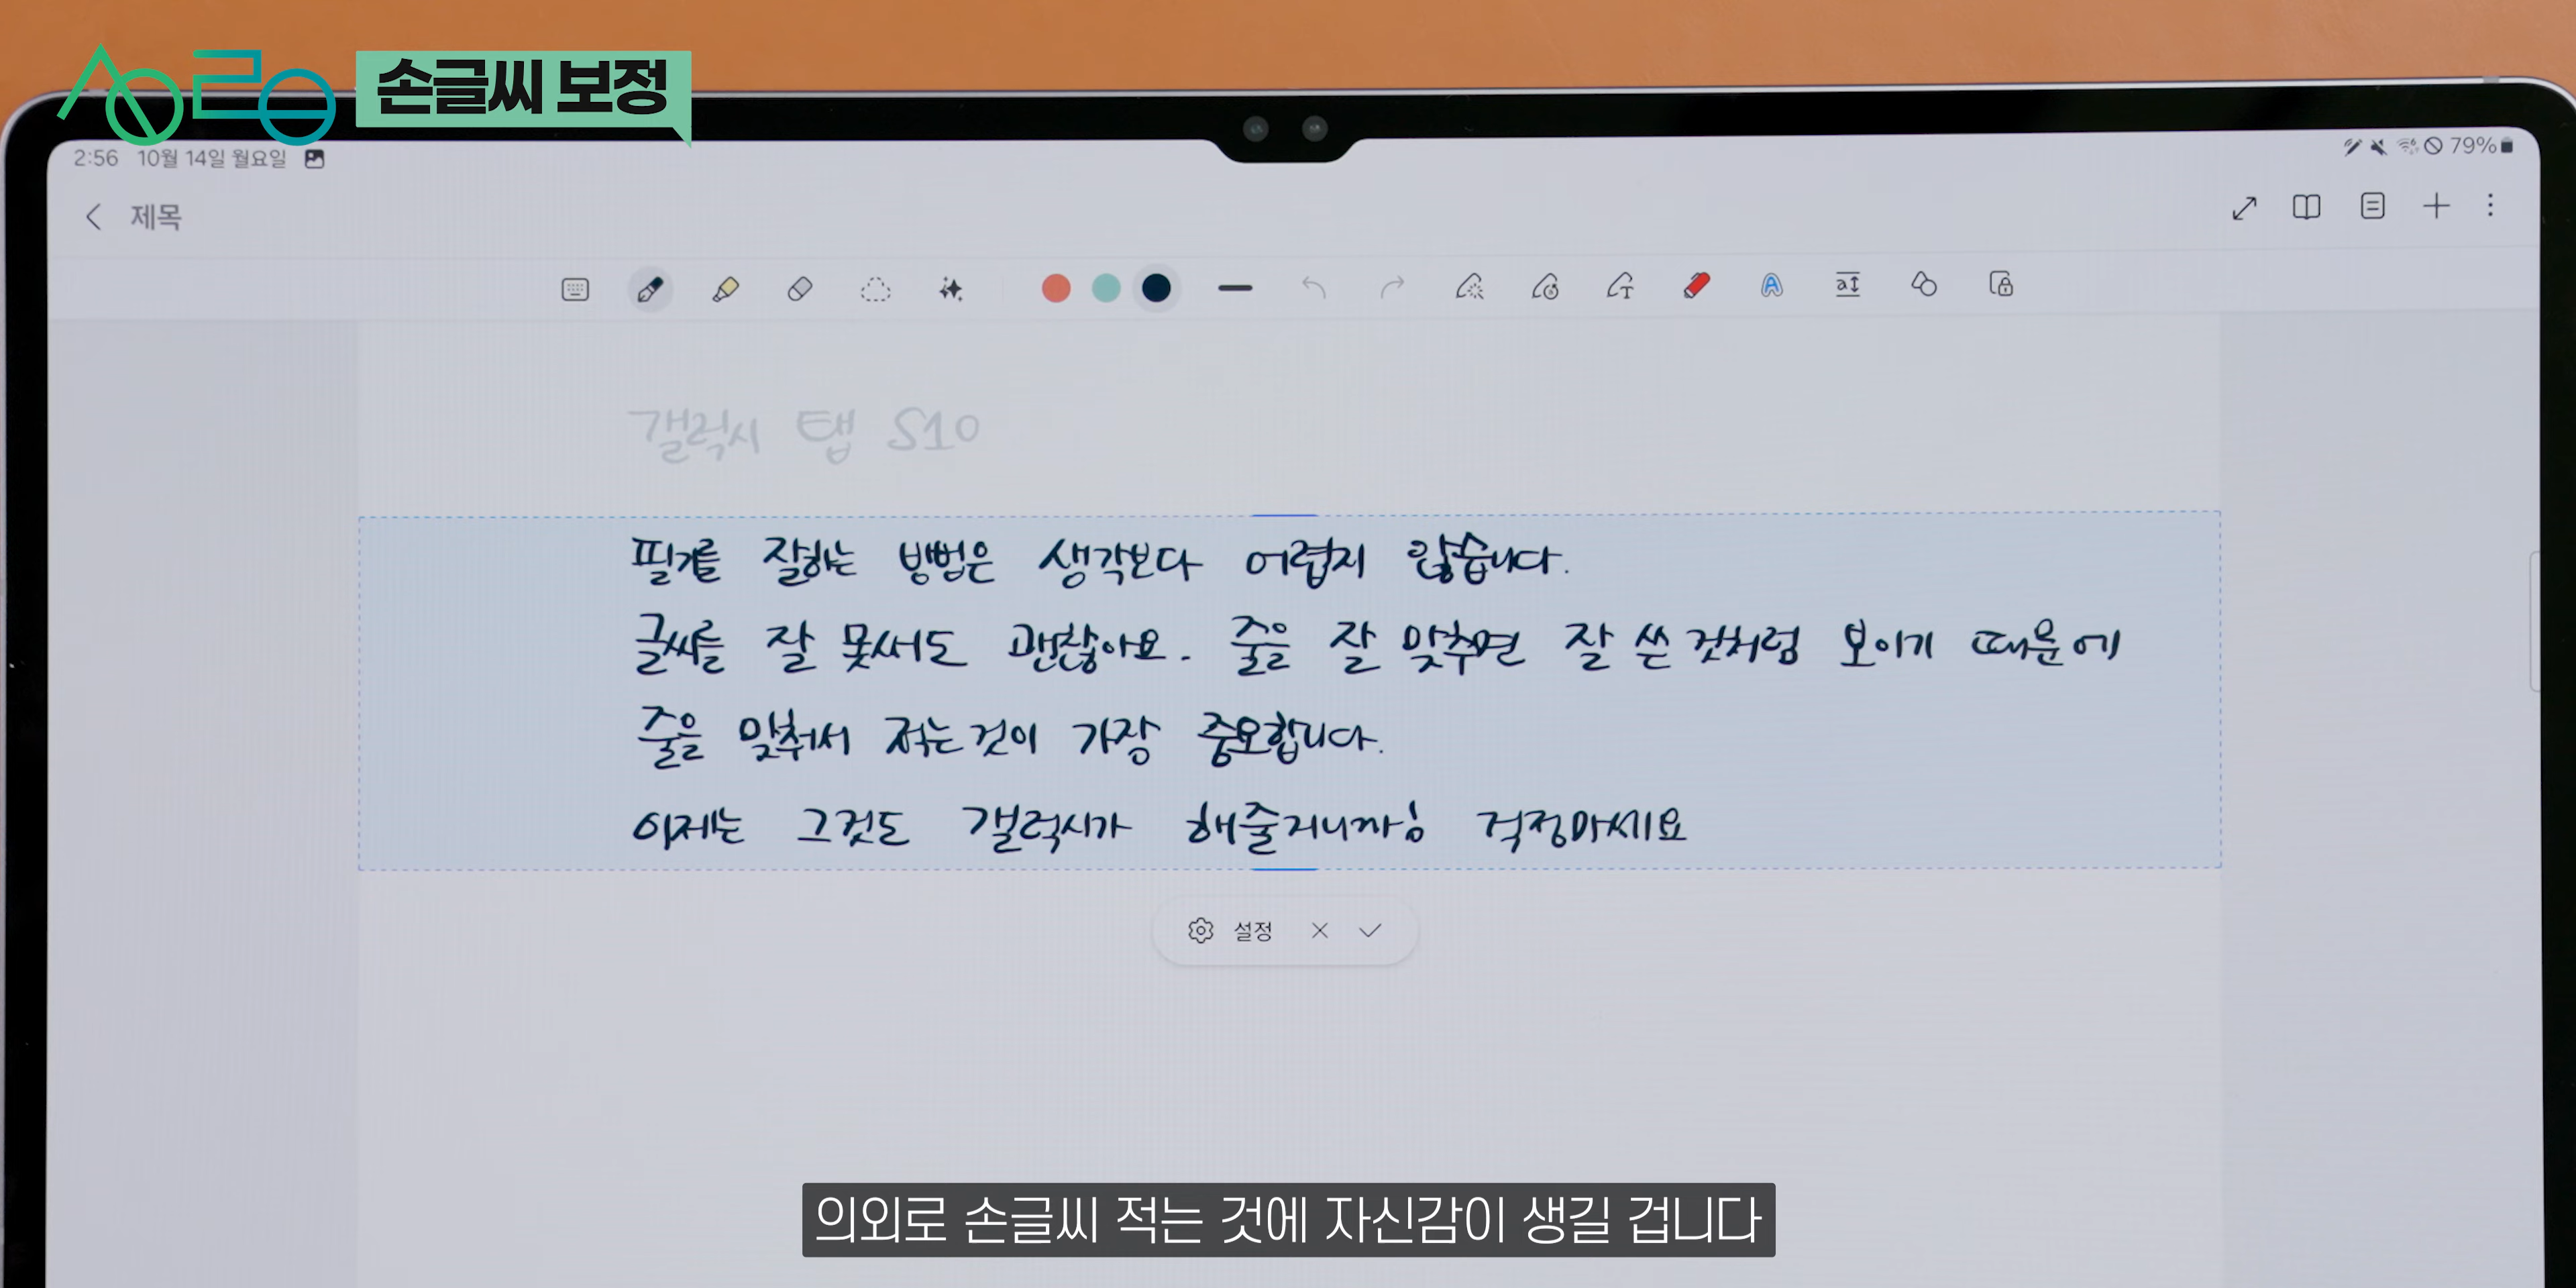 손글씨 보정
2:56 10월 14일 월요일
79%
제목
갤럭시 탭 S10
필기를 잘하는 방법은 생각보다 어렵지 않습니다.
글씨를 잘 못써도 괜찮아요. 줄을 잘 맞추면 잘 쓴 것처럼 보이기 때문에
줄을 맞춰서 적는것이 가장 중요합니다.
이제는 그것도 갤럭시가 해줄거니까 걱정마세요
설정
의외로 손글씨 적는 것에 자신감이 생길 겁니다